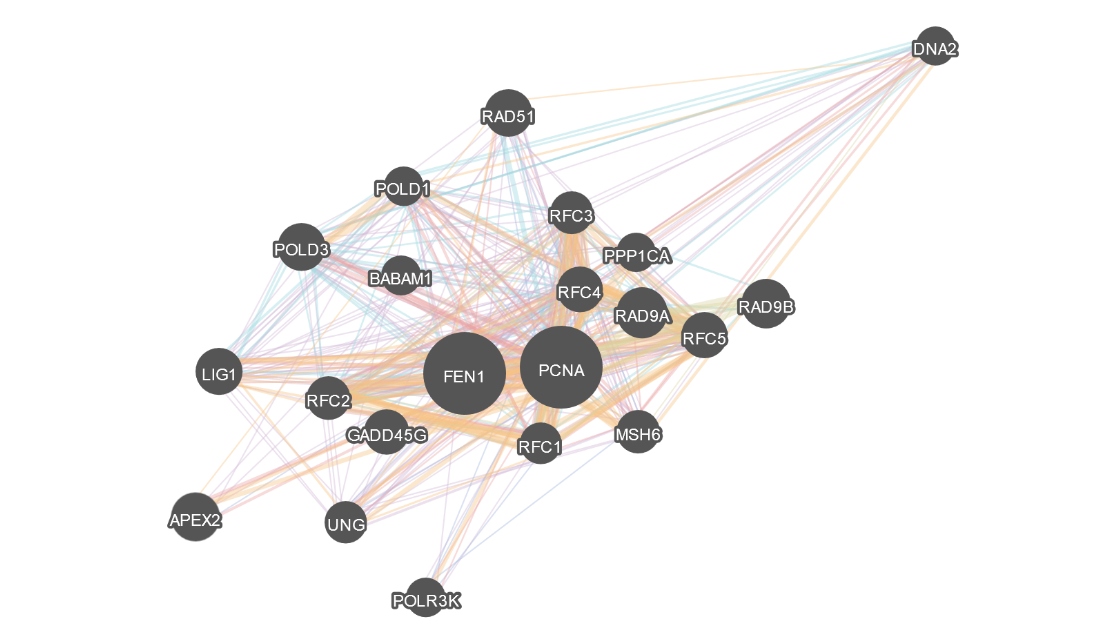 DNA2
RAD51
POLD1
RFC3
POLD3
PPP1CA
BABAM1
RFC4
RAD9B
RAD9A
RFC5
PCNA
FEN1
LIG1
RFC2
GADD45G
MSH6
RFC1
APEX2
UNG
POLR3K